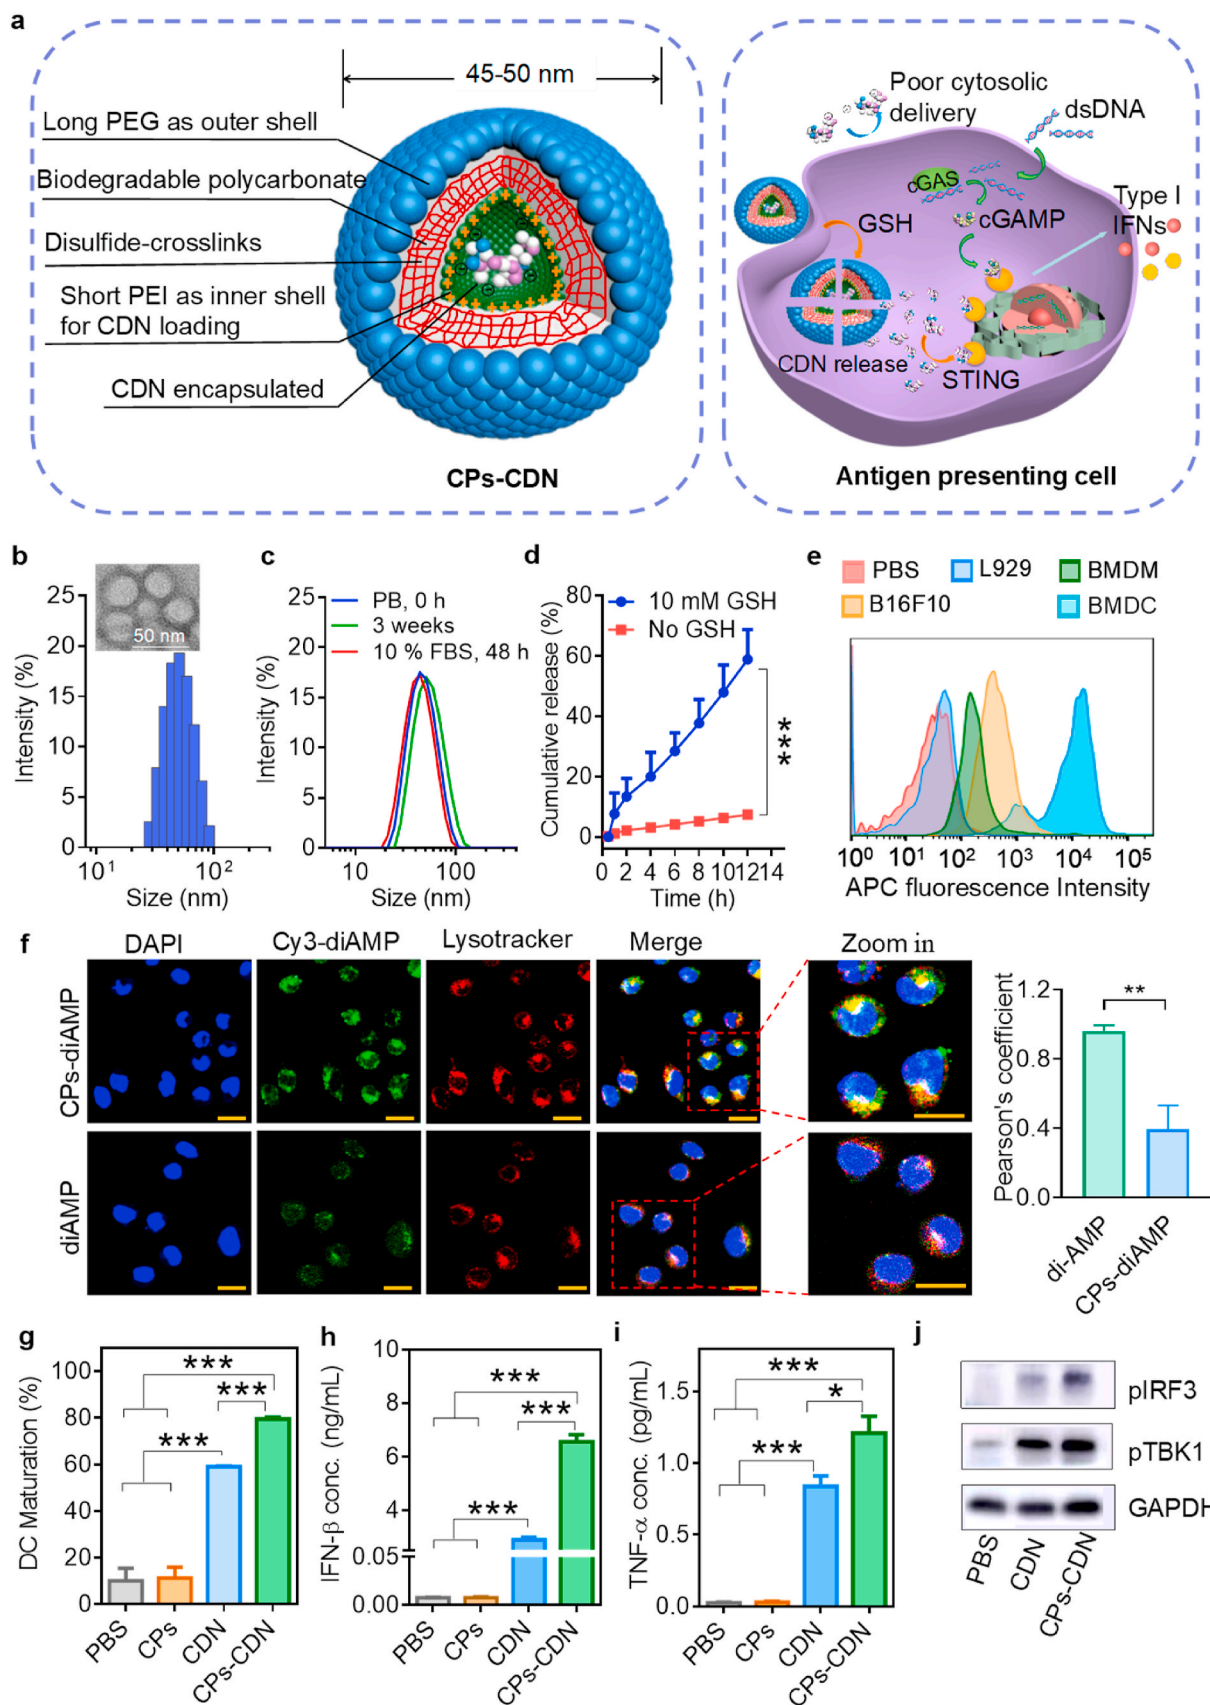 a
45-50 nm
Long PEG as outer shell
Biodegradable polycarbonate
Disulfide-crosslinks
Short PEI as inner shell
for CDN loading
CDN encapsulated
CPs-CDN
Poor cytosolic
delivery
dsDNA
cGAS
GSH
cGAMP
Type I
IFNs
CDN release
STING
Antigen presenting cell
b
50 nm
Intensity (%)
25
20
15
10
5
0
10¹
10²
Size (nm)
c
PB, 0 h
3 weeks
10 % FBS, 48 h
Intensity (%)
25
20
15
10
5
0
10
100
Size (nm)
d
10 mM GSH
No GSH
Cumulative release (%)
80
60
40
20
0
***
0 2 4 6 8 10 12 14
Time (h)
e
PBS
L929
BMDM
B16F10
BMDC
10⁰ 10¹ 10² 10³ 10⁴ 10⁵
APC fluorescence Intensity
f
DAPI
Cy3-diAMP
Lysotracker
Merge
Zoom in
CPs-diAMP
diAMP
Pearson's coefficient
1.2
0.8
0.4
0.0
**
di-AMP
CPs-diAMP
g
DC Maturation (%)
100
80
60
40
20
0
***
***
***
PBS
CPs
CDN
CPs-CDN
h
IFN-β conc. (ng/mL)
10
8
6
4
2
0.05
0.00
***
***
***
PBS
CPs
CDN
CPs-CDN
i
TNF-α conc. (pg/mL)
1.5
1.0
0.5
0.0
***
*
***
PBS
CPs
CDN
CPs-CDN
j
pIRF3
pTBK1
GAPDH
PBS
CDN
CPs-CDN